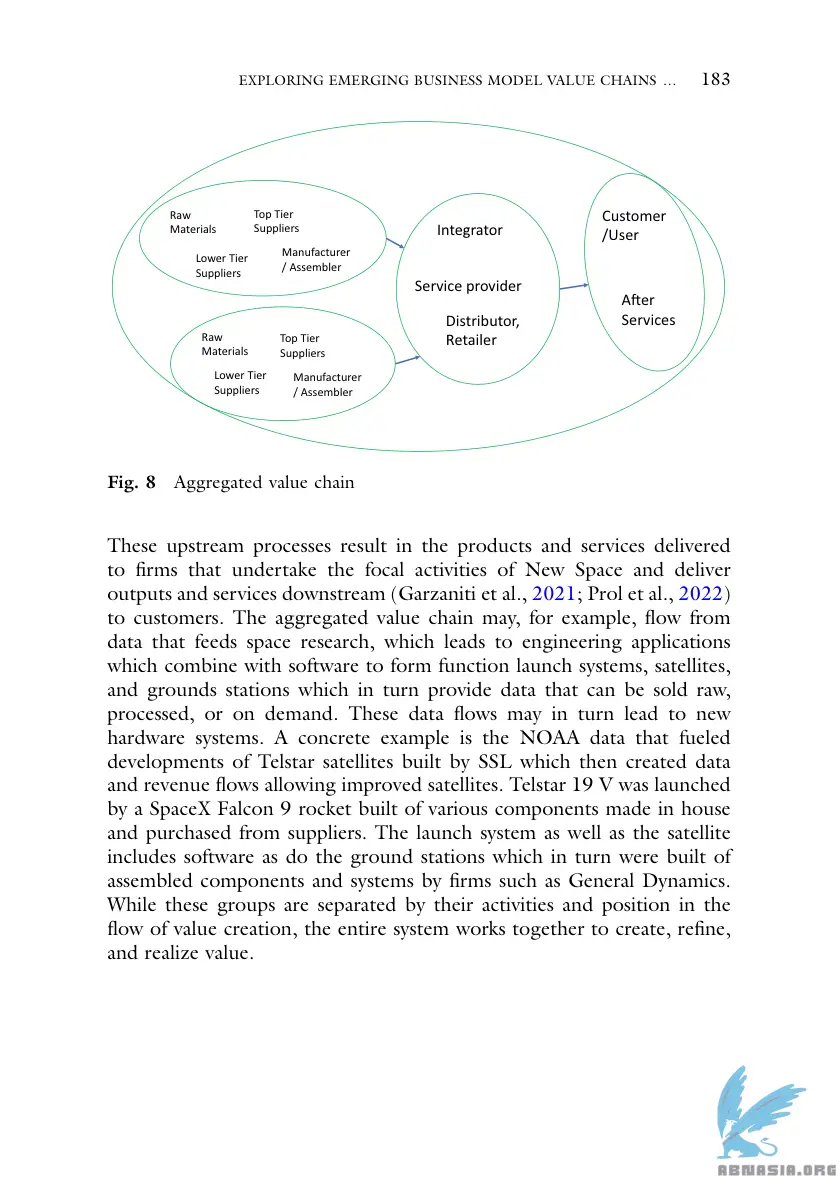 EXPLORING EMERGING BUSINESS MODEL VALUE CHAINS ... 183
Raw
Materials
Top Tier
Suppliers
Lower Tier
Suppliers
Manufacturer
/ Assembler
Raw
Materials
Top Tier
Suppliers
Lower Tier
Suppliers
Manufacturer
/ Assembler
Integrator
Service provider
Distributor,
Retailer
Customer
/User
After
Services
Fig. 8 Aggregated value chain
These upstream processes result in the products and services delivered
to firms that undertake the focal activities of New Space and deliver
outputs and services downstream (Garzaniti et al., 2021; Prol et al., 2022)
to customers. The aggregated value chain may, for example, flow from
data that feeds space research, which leads to engineering applications
which combine with software to form function launch systems, satellites,
and grounds stations which in turn provide data that can be sold raw,
processed, or on demand. These data flows may in turn lead to new
hardware systems. A concrete example is the NOAA data that fueled
developments of Telstar satellites built by SSL which then created data
and revenue flows allowing improved satellites. Telstar 19 V was launched
by a SpaceX Falcon 9 rocket built of various components made in house
and purchased from suppliers. The launch system as well as the satellite
includes software as do the ground stations which in turn were built of
assembled components and systems by firms such as General Dynamics.
While these groups are separated by their activities and position in the
flow of value creation, the entire system works together to create, refine,
and realize value.
ABNASIA.ORG